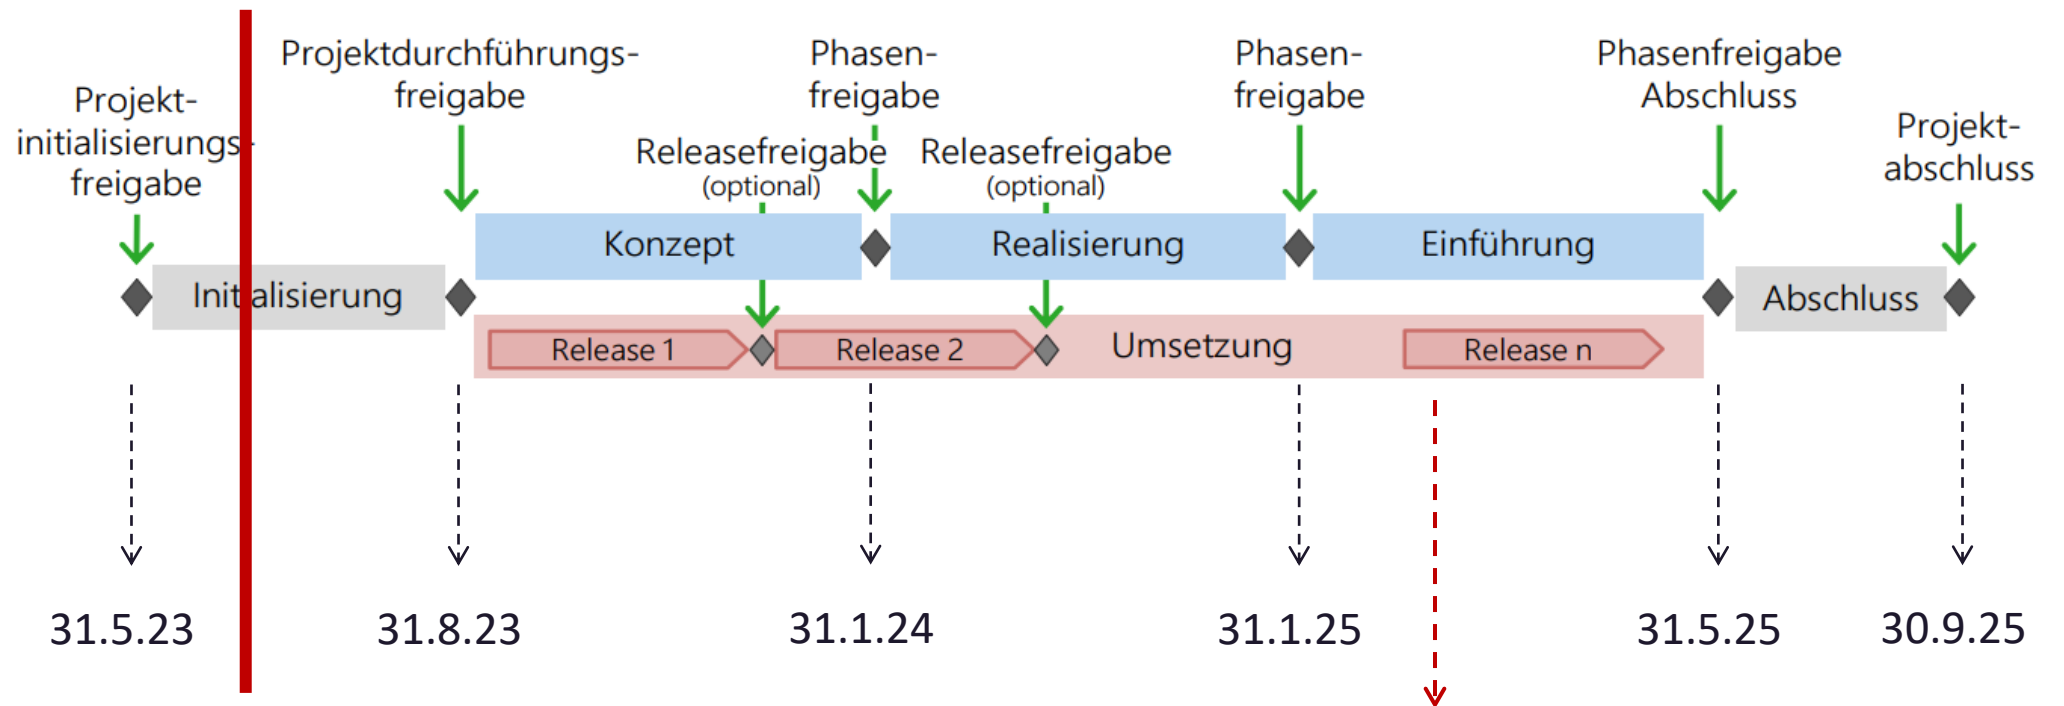 Projekt-
initialisierungs-
freigabe
Projektdurchführungs-
freigabe
Phasen-
freigabe
Phasen-
freigabe
Phasenfreigabe
Abschluss
Projekt-
abschluss
Releasefreigabe
(optional)
Releasefreigabe
(optional)
Konzept
Realisierung
Einführung
Initialisierung
Abschluss
Release 1
Release 2
Umsetzung
Release n
31.5.23
31.8.23
31.1.24
31.1.25
31.5.25
30.9.25